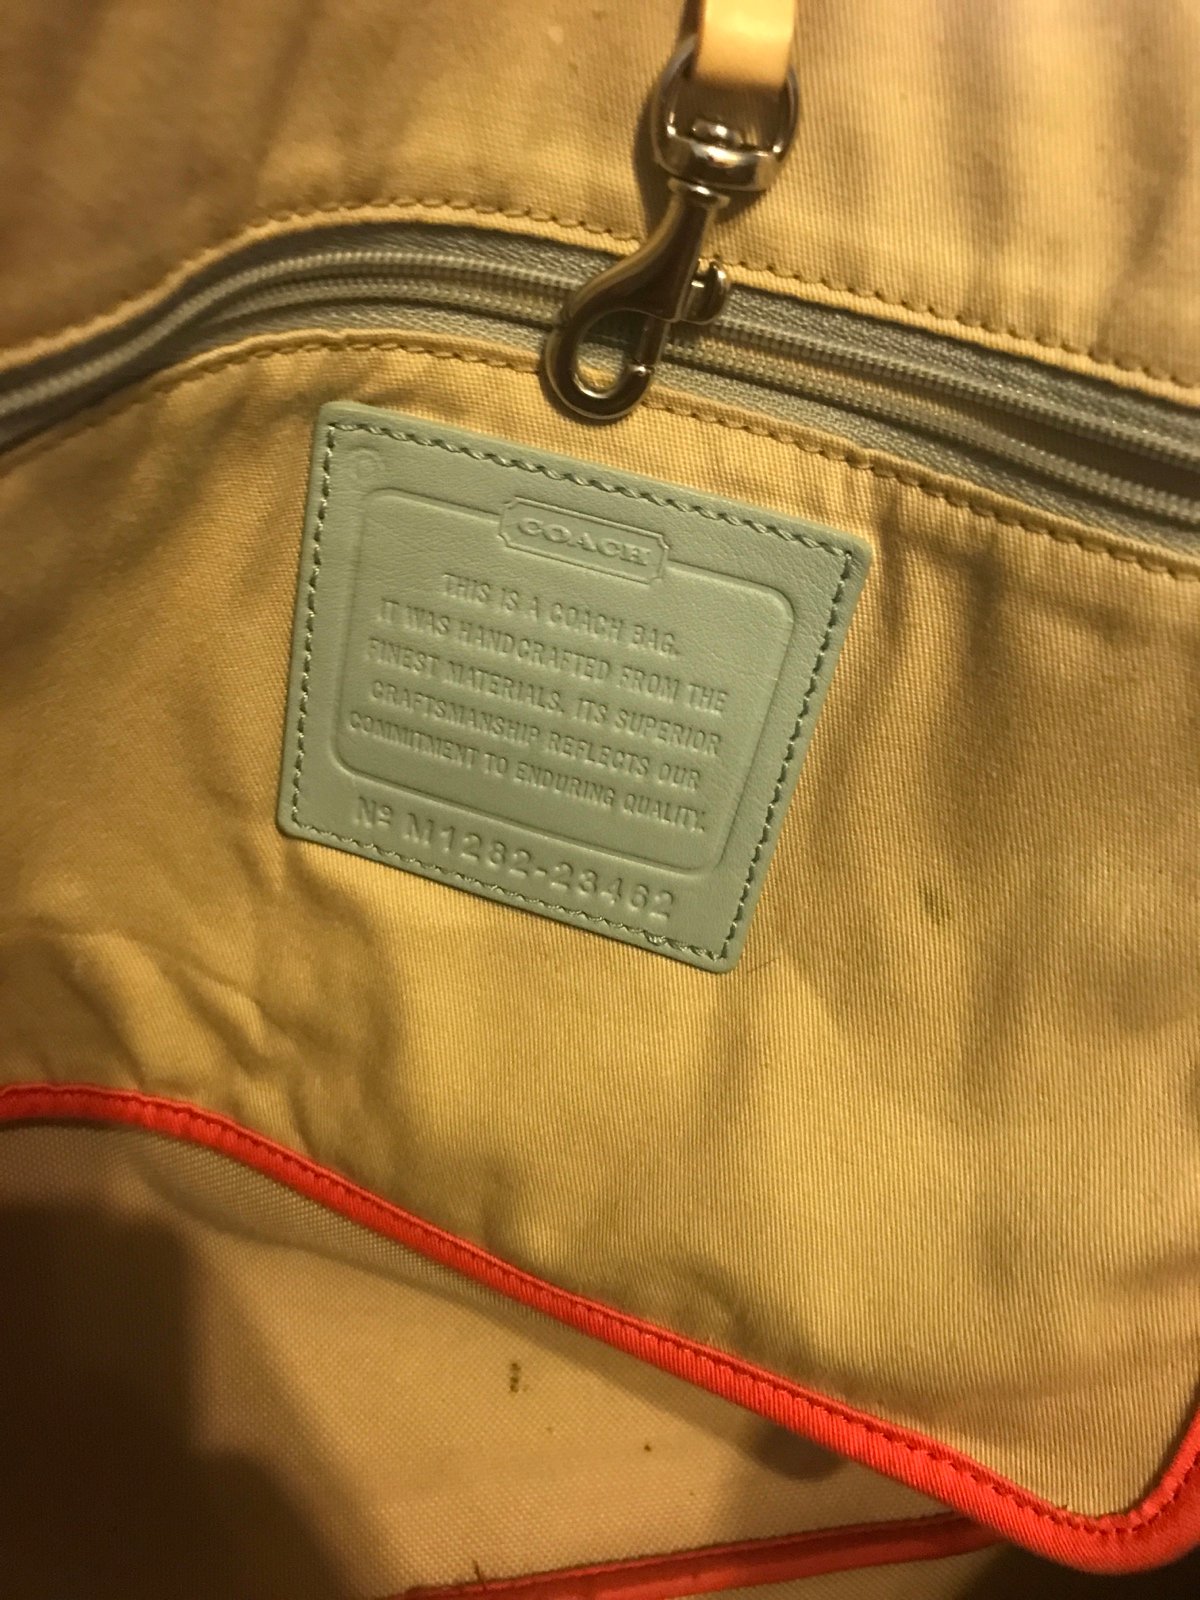 COACH
THIS IS A COACH BAG.
IT WAS HANDCRAFTED FROM THE
FINEST MATERIALS. ITS SUPERIOR
CRAFTSMANSHIP REFLECTS OUR
COMMITMENT TO ENDURING QUALITY.
Nº M1282-23462